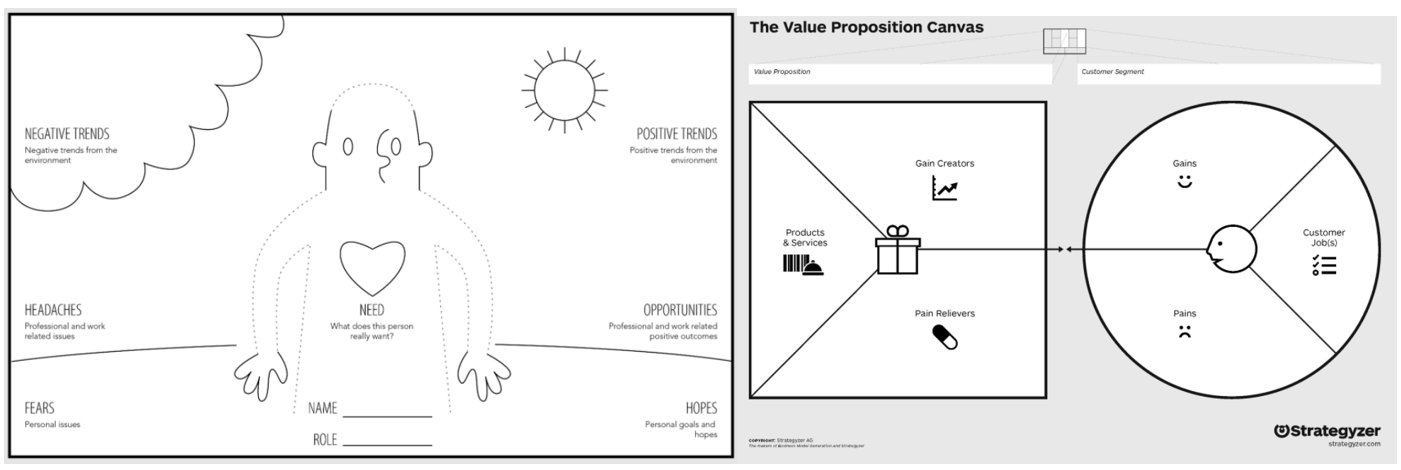 NEGATIVE TRENDS
Negative trends from the
environment
POSITIVE TRENDS
Positive trends from the
environment
HEADACHES
Professional and work
related issues
NEED
What does this person
really want?
OPPORTUNITIES
Professional and work related
positive outcomes
FEARS
Personal issues
NAME
ROLE
HOPES
Personal goals and
hopes
The Value Proposition Canvas
Value Proposition
Customer Segment
Gain Creators
Products
& Services
Pain Relievers
Gains
Customer
Job(s)
Pains
COPYRIGHT: Strategyzer AG
The makers of Business Model Generation and Strategyzer
Strategyzer
strategyzer.com